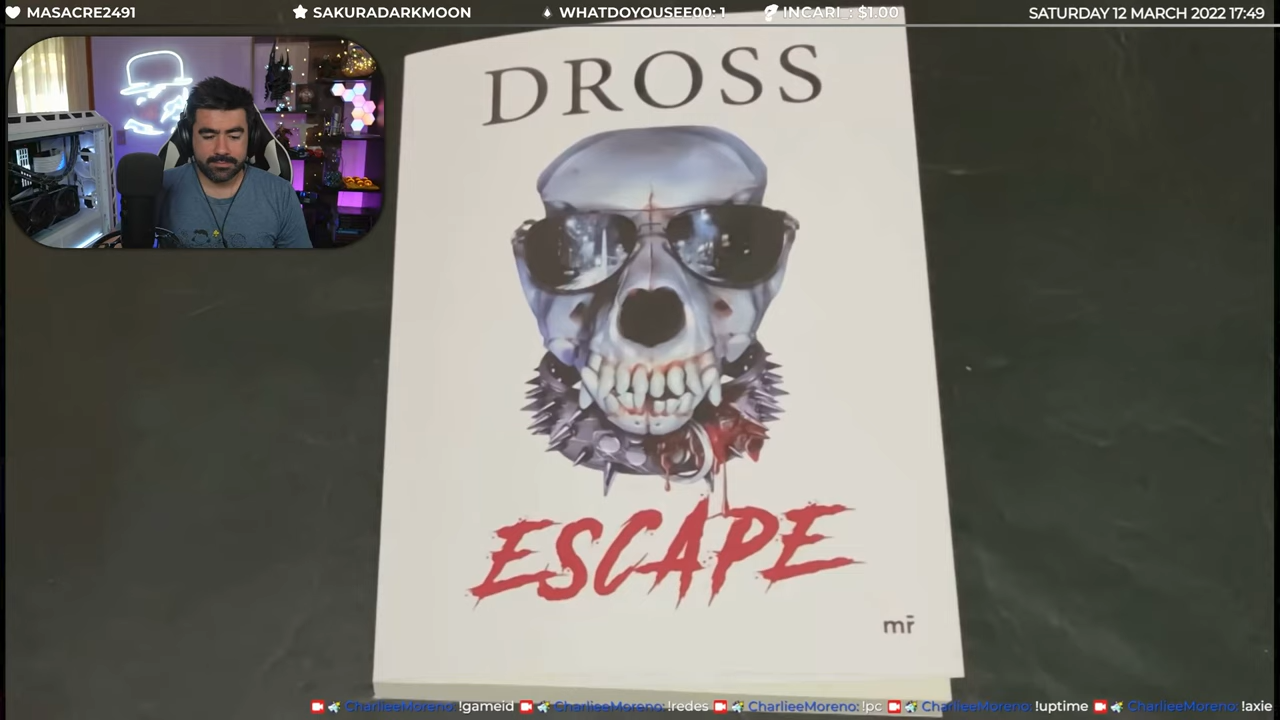 MASACRE2491 SAKURADARKMOON WHATDOYOUSEE00: 1 INCARI_: $1.00 SATURDAY 12 MARCH 2022 17:49
DROSS
ESCAPE
mr̄
CharlieeMoreno: !gameid CharlieeMoreno: !redes CharlieeMoreno: !pc CharlieeMoreno: !uptime CharlieeMoreno: !axie